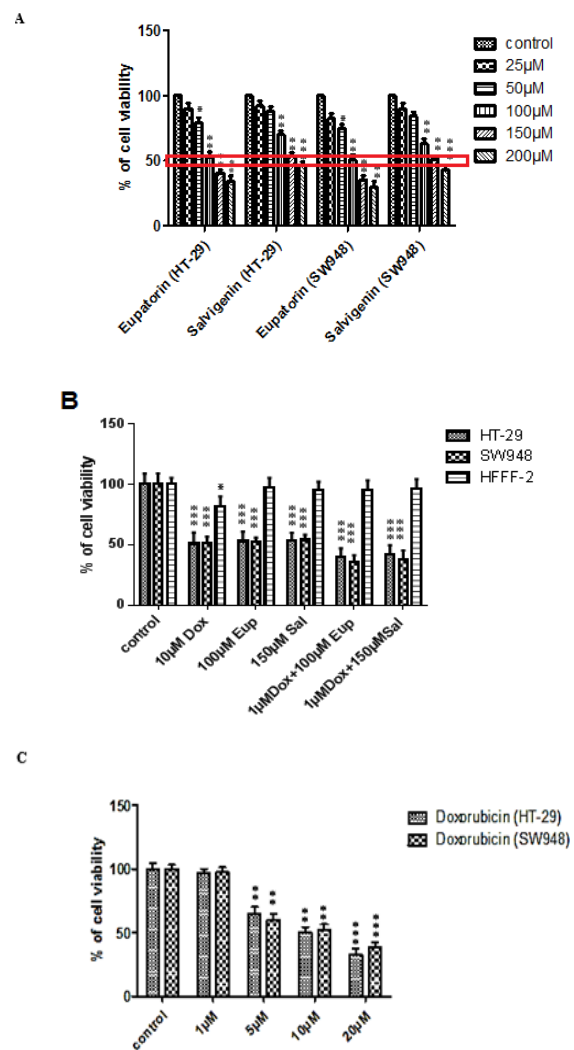 A
% of cell viability
150
100
50
0
control
25µM
50µM
100µM
150µM
200µM
Eupatorin (HT-29)
Salvigenin (HT-29)
Eupatorin (SW948)
Salvigenin (SW948)
B
% of cell viability
150
100
50
0
HT-29
SW948
HFFF-2
control
10µM Dox
100µM Eup
150µM Sal
1µMDox+100µM Eup
1µMDox+150µMSal
C
% of cell viability
150
100
50
0
Doxorubicin (HT-29)
Doxorubicin (SW948)
control
1µM
5µM
10µM
20µM